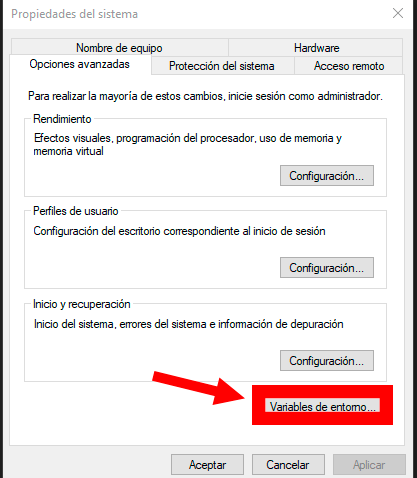 Propiedades del sistema
Nombre de equipo
Hardware
Opciones avanzadas
Protección del sistema
Acceso remoto
Para realizar la mayoría de estos cambios, inicie sesión como administrador.
Rendimiento
Efectos visuales, programación del procesador, uso de memoria y
memoria virtual
Configuración...
Perfiles de usuario
Configuración del escritorio correspondiente al inicio de sesión
Configuración...
Inicio y recuperación
Inicio del sistema, errores del sistema e información de depuración
Configuración...
Variables de entorno...
Aceptar
Cancelar
Aplicar